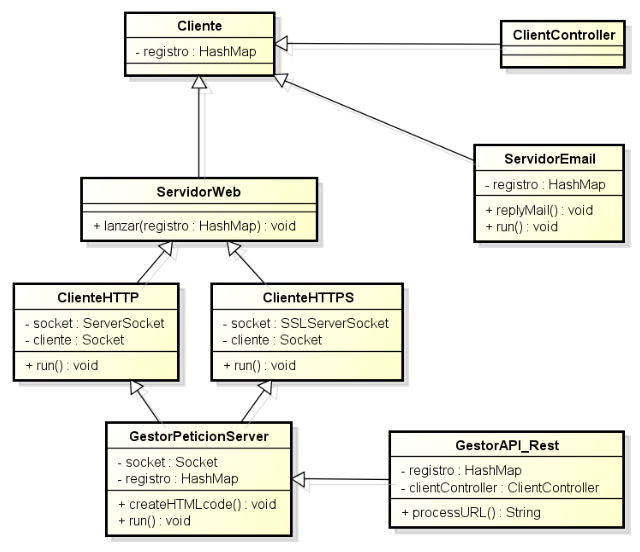 Cliente
- registro : HashMap
ClientController
ServidorEmail
- registro : HashMap
+ replyMail() : void
+ run() : void
ServidorWeb
+ lanzar(registro : HashMap) : void
ClienteHTTP
- socket : ServerSocket
- cliente : Socket
+ run() : void
ClienteHTTPS
- socket : SSLServerSocket
- cliente : Socket
+ run() : void
GestorPeticionServer
- socket : Socket
- registro : HashMap
+ createHTMLcode() : void
+ run() : void
GestorAPI_Rest
- registro : HashMap
- clientController : ClientController
+ processURL() : String